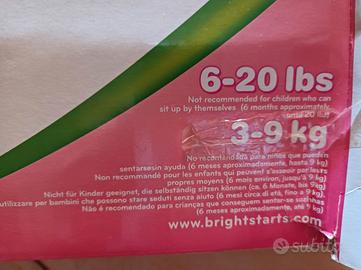 6-20 lbs
Not recommended for children who can
sit up by themselves (6 months approximately,
until 20 lbs)
3-9 kg
No recomendada para niños que puedan
sentarsesin ayuda (6 meses aproximadamente, hasta 9 kg)
Non recommandé pour les enfants qui peuvent s'asseoir par leurs
propres moyens (6 mois environ, jusqu'à 9 kg)
Nicht für Kinder geeignet, die selbständig sitzen können (ca. 6 Monate, bis 9 kg)
utilizzare per bambini che possono stare seduti senza aiuto (6 mesi circa di età, fino a 9 kg)
Não é recomendado para crianças que conseguem sentar-se sozinhas
(6 meses aproximadamente, até 9 kg)
www.brightstarts.com
subito